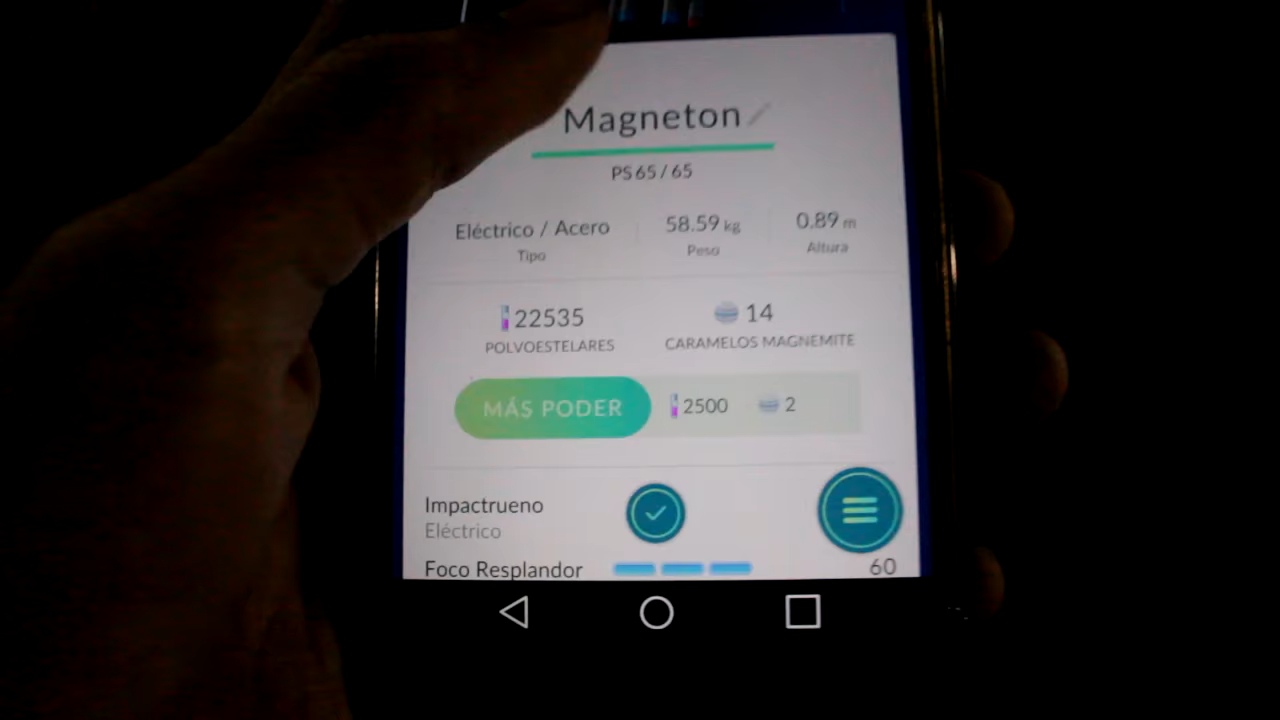 Magneton
PS 65 / 65
Eléctrico / Acero
Tipo
58.59 kg
Peso
0.89 m
Altura
22535
POLVOESTELARES
14
CARAMELOS MAGNEMITE
MÁS PODER
2500
2
Impactrueno
Eléctrico
Foco Resplandor
60